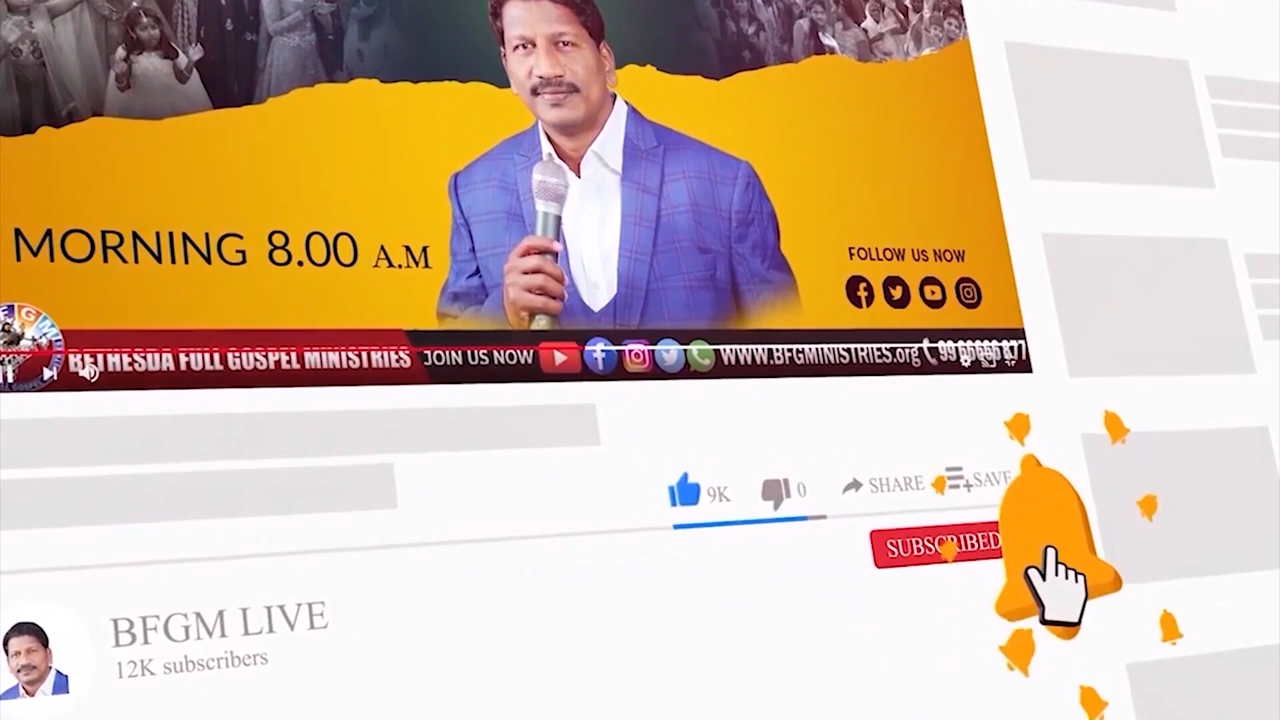 MORNING 8.00 A.M
FOLLOW US NOW
BETHESDA FULL GOSPEL MINISTRIES JOIN US NOW WWW.BFGMINISTRIES.org
9K 0 SHARE SAVE
SUBSCRIBED
BFGM LIVE
12K subscribers